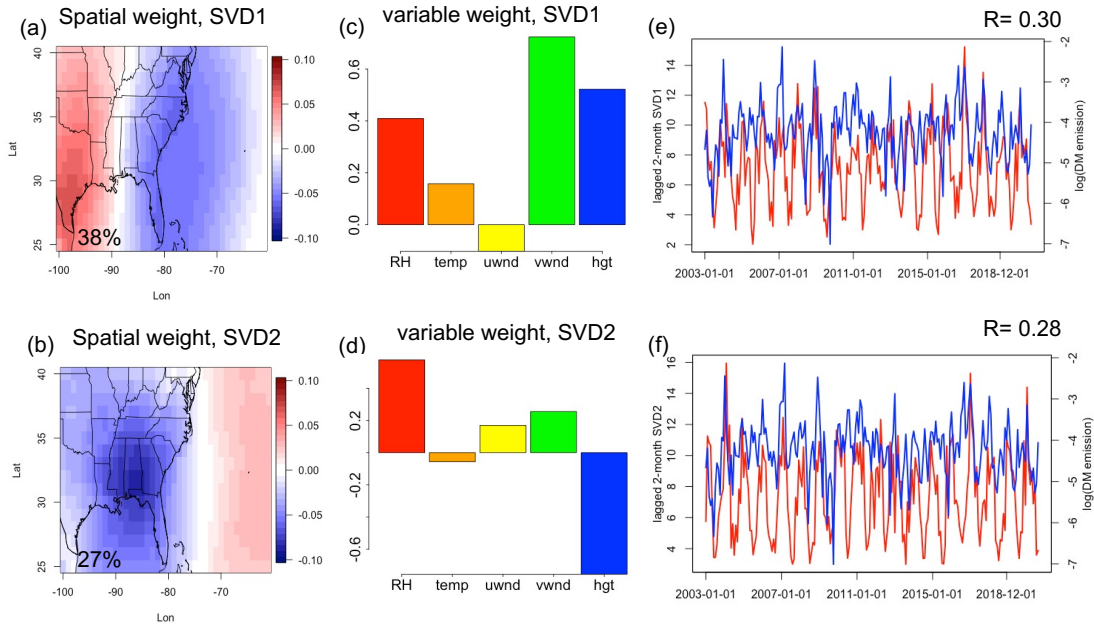 (a) Spatial weight, SVD1
40
35
30
25
Lat
38%
-100 -90 -80 -70
Lon
0.10
0.05
0.00
-0.05
-0.10
(c) variable weight, SVD1
0.6
0.4
0.2
0.0
RH temp uwnd vwnd hgt
(e) R= 0.30
14
12
10
8
6
4
2
lagged 2-month SVD1
-2
-3
-4
-5
-6
-7
log(DM emission)
2003-01-01 2007-01-01 2011-01-01 2015-01-01 2018-12-01
(b) Spatial weight, SVD2
40
35
30
25
Lat
27%
-100 -90 -80 -70
Lon
0.10
0.05
0.00
-0.05
-0.10
(d) variable weight, SVD2
0.2
-0.2
-0.6
RH temp uwnd vwnd hgt
(f) R= 0.28
16
14
12
10
8
6
4
lagged 2-month SVD2
-2
-3
-4
-5
-6
-7
log(DM emission)
2003-01-01 2007-01-01 2011-01-01 2015-01-01 2018-12-01